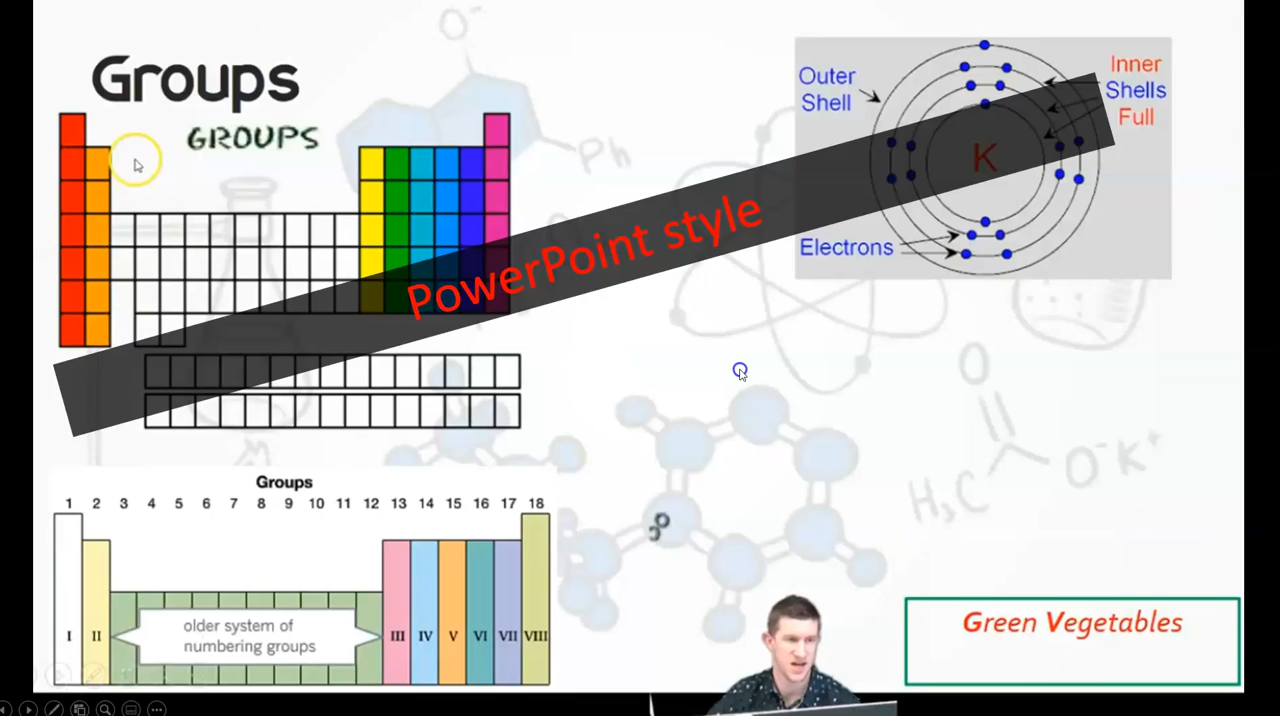 Groups
GROUPS
O⁻
Ph
Outer
Shell
Inner
Shells
Full
K
Electrons
PowerPoint style
O
H₃C
O⁻K⁺
Groups
1 2 3 4 5 6 7 8 9 10 11 12 13 14 15 16 17 18
I II III IV V VI VII VIII
older system of
numbering groups
Green Vegetables